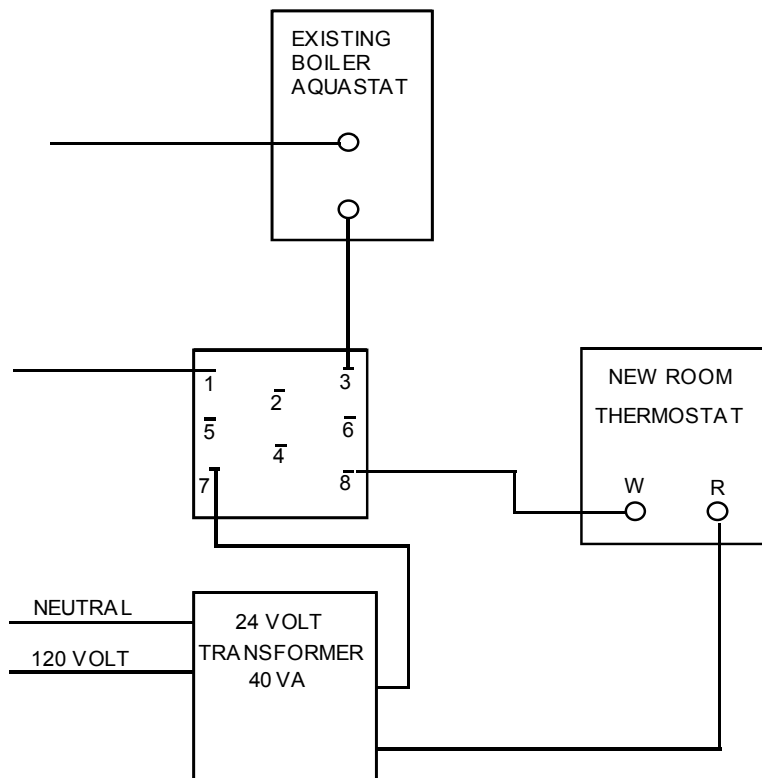 EXISTING
BOILER
AQUASTAT
1
3
2
5
6
4
7
8
NEW ROOM
THERMOSTAT
W
R
NEUTRAL
120 VOLT
24 VOLT
TRANSFORMER
40 VA